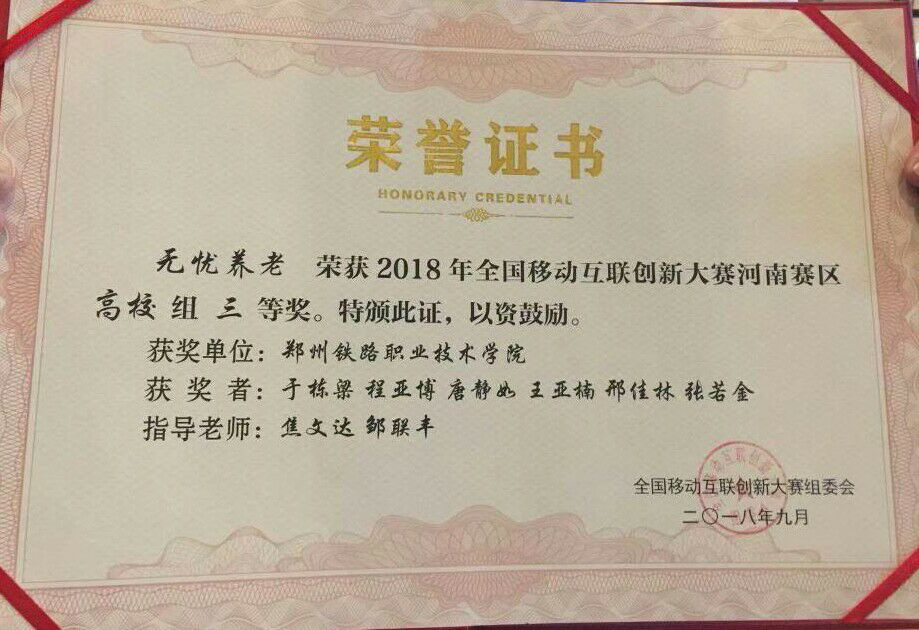 荣誉证书
HONORARY CREDENTIAL
无忧养老 荣获2018年全国移动互联创新大赛河南赛区
高校组 三等奖。特颁此证，以资鼓励。
获奖单位：郑州铁路职业技术学院
获奖者：于栋梁 程亚博 唐静如 王亚楠 邢佳林 张若金
指导老师：焦文达 邹联丰
全国移动互联创新大赛组委会
二〇一八年九月